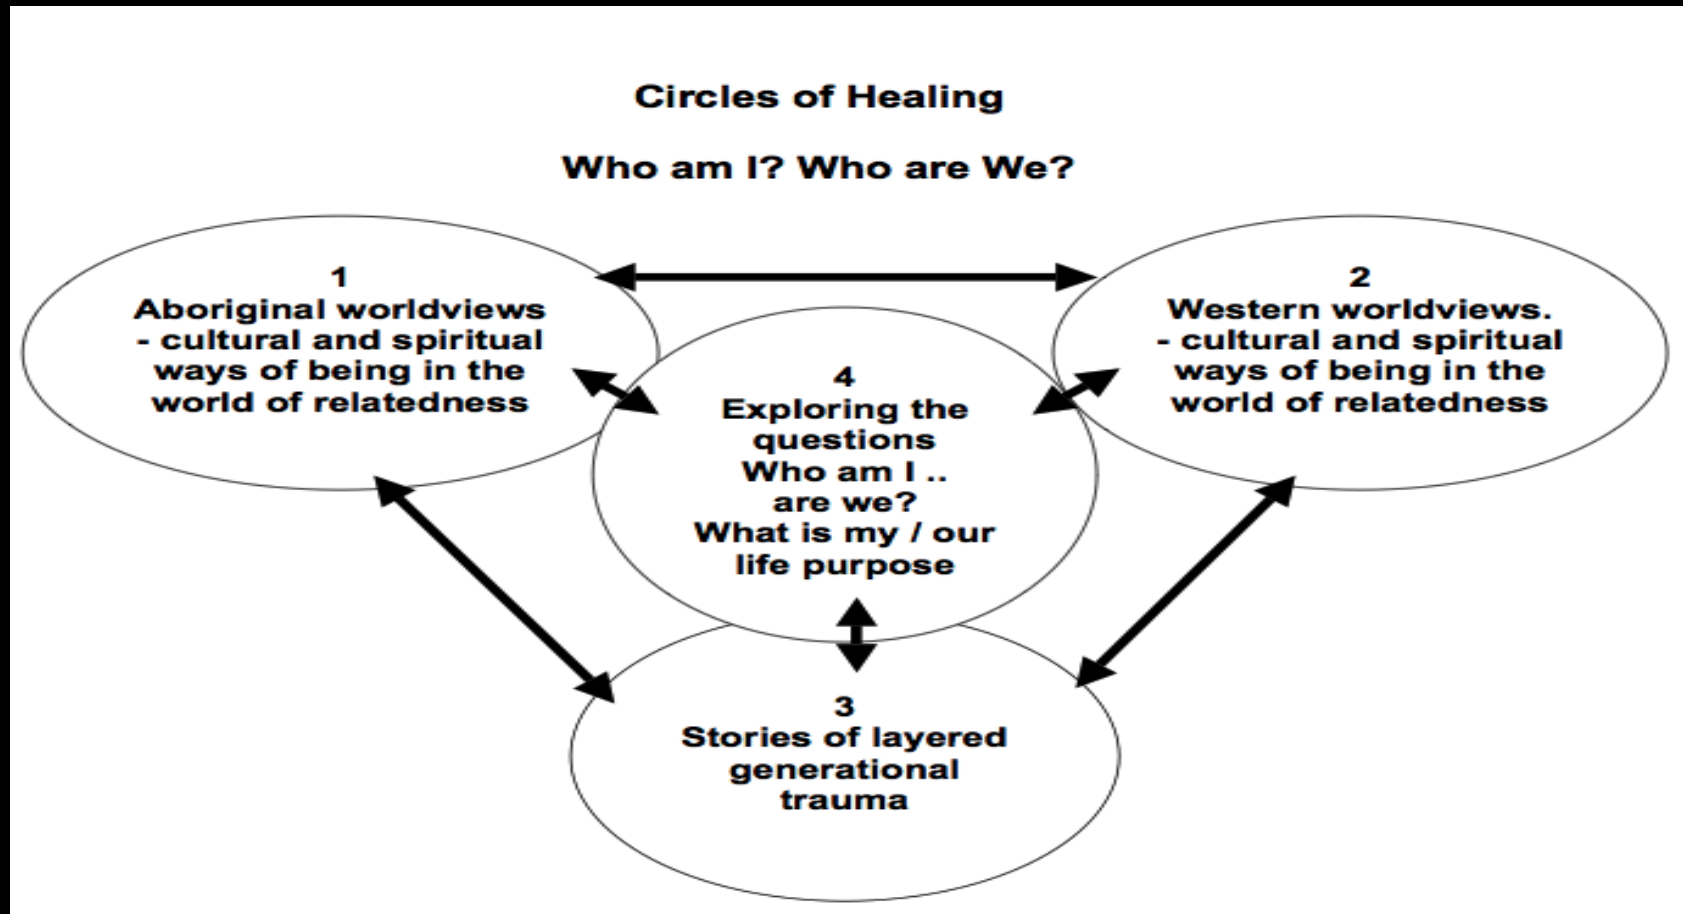 Circles of Healing
Who am I? Who are We?
1
Aboriginal worldviews
- cultural and spiritual
ways of being in the
world of relatedness
2
Western worldviews.
- cultural and spiritual
ways of being in the
world of relatedness
4
Exploring the
questions
Who am I ..
are we?
What is my / our
life purpose
3
Stories of layered
generational
trauma